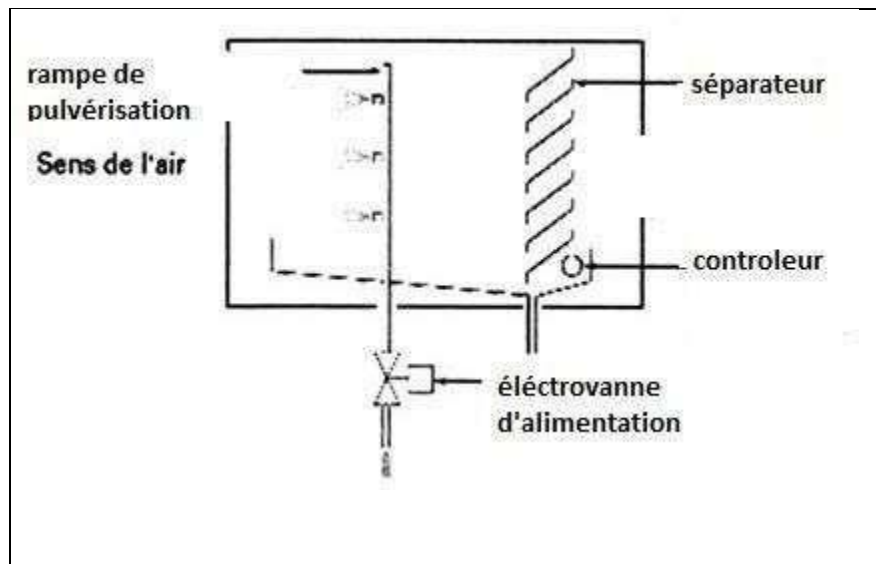 rampe de
pulvérisation
séparateur
Sens de l'air
controleur
éléctrovanne
d'alimentation